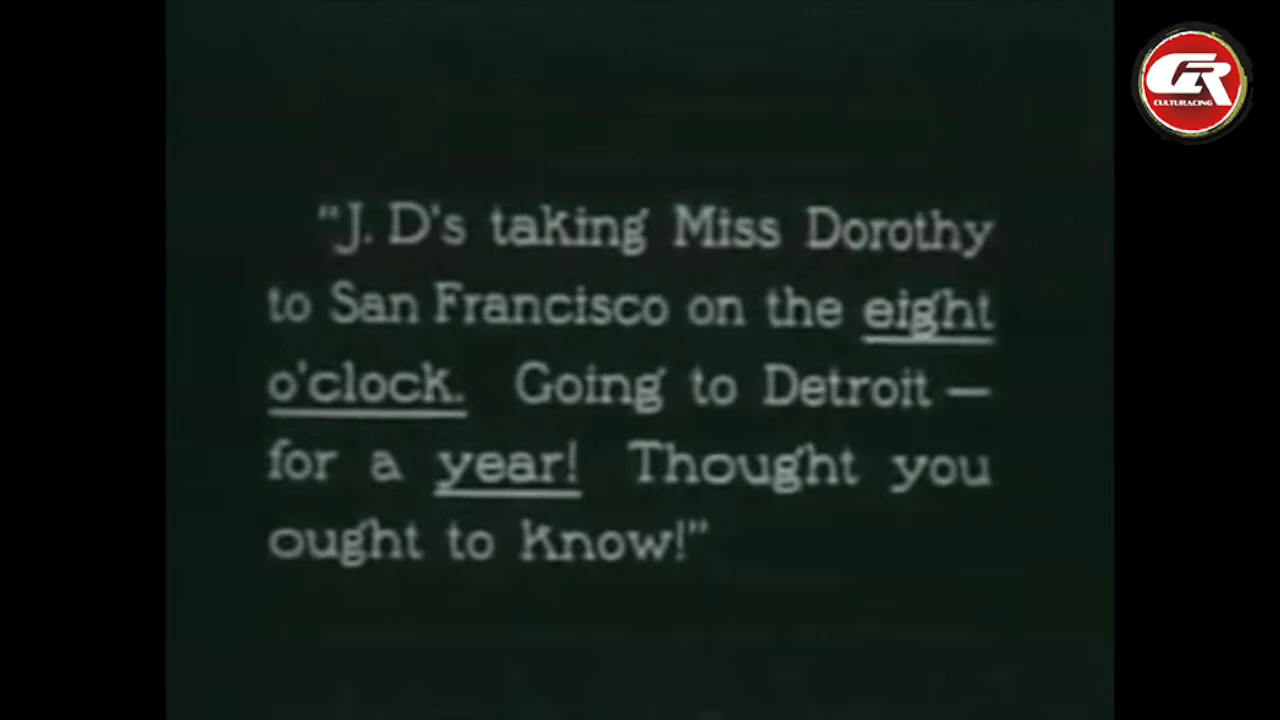 "J. D's taking Miss Dorothy
to San Francisco on the eight
o'clock. Going to Detroit —
for a year! Thought you
ought to know!"
CR
CULTURACING